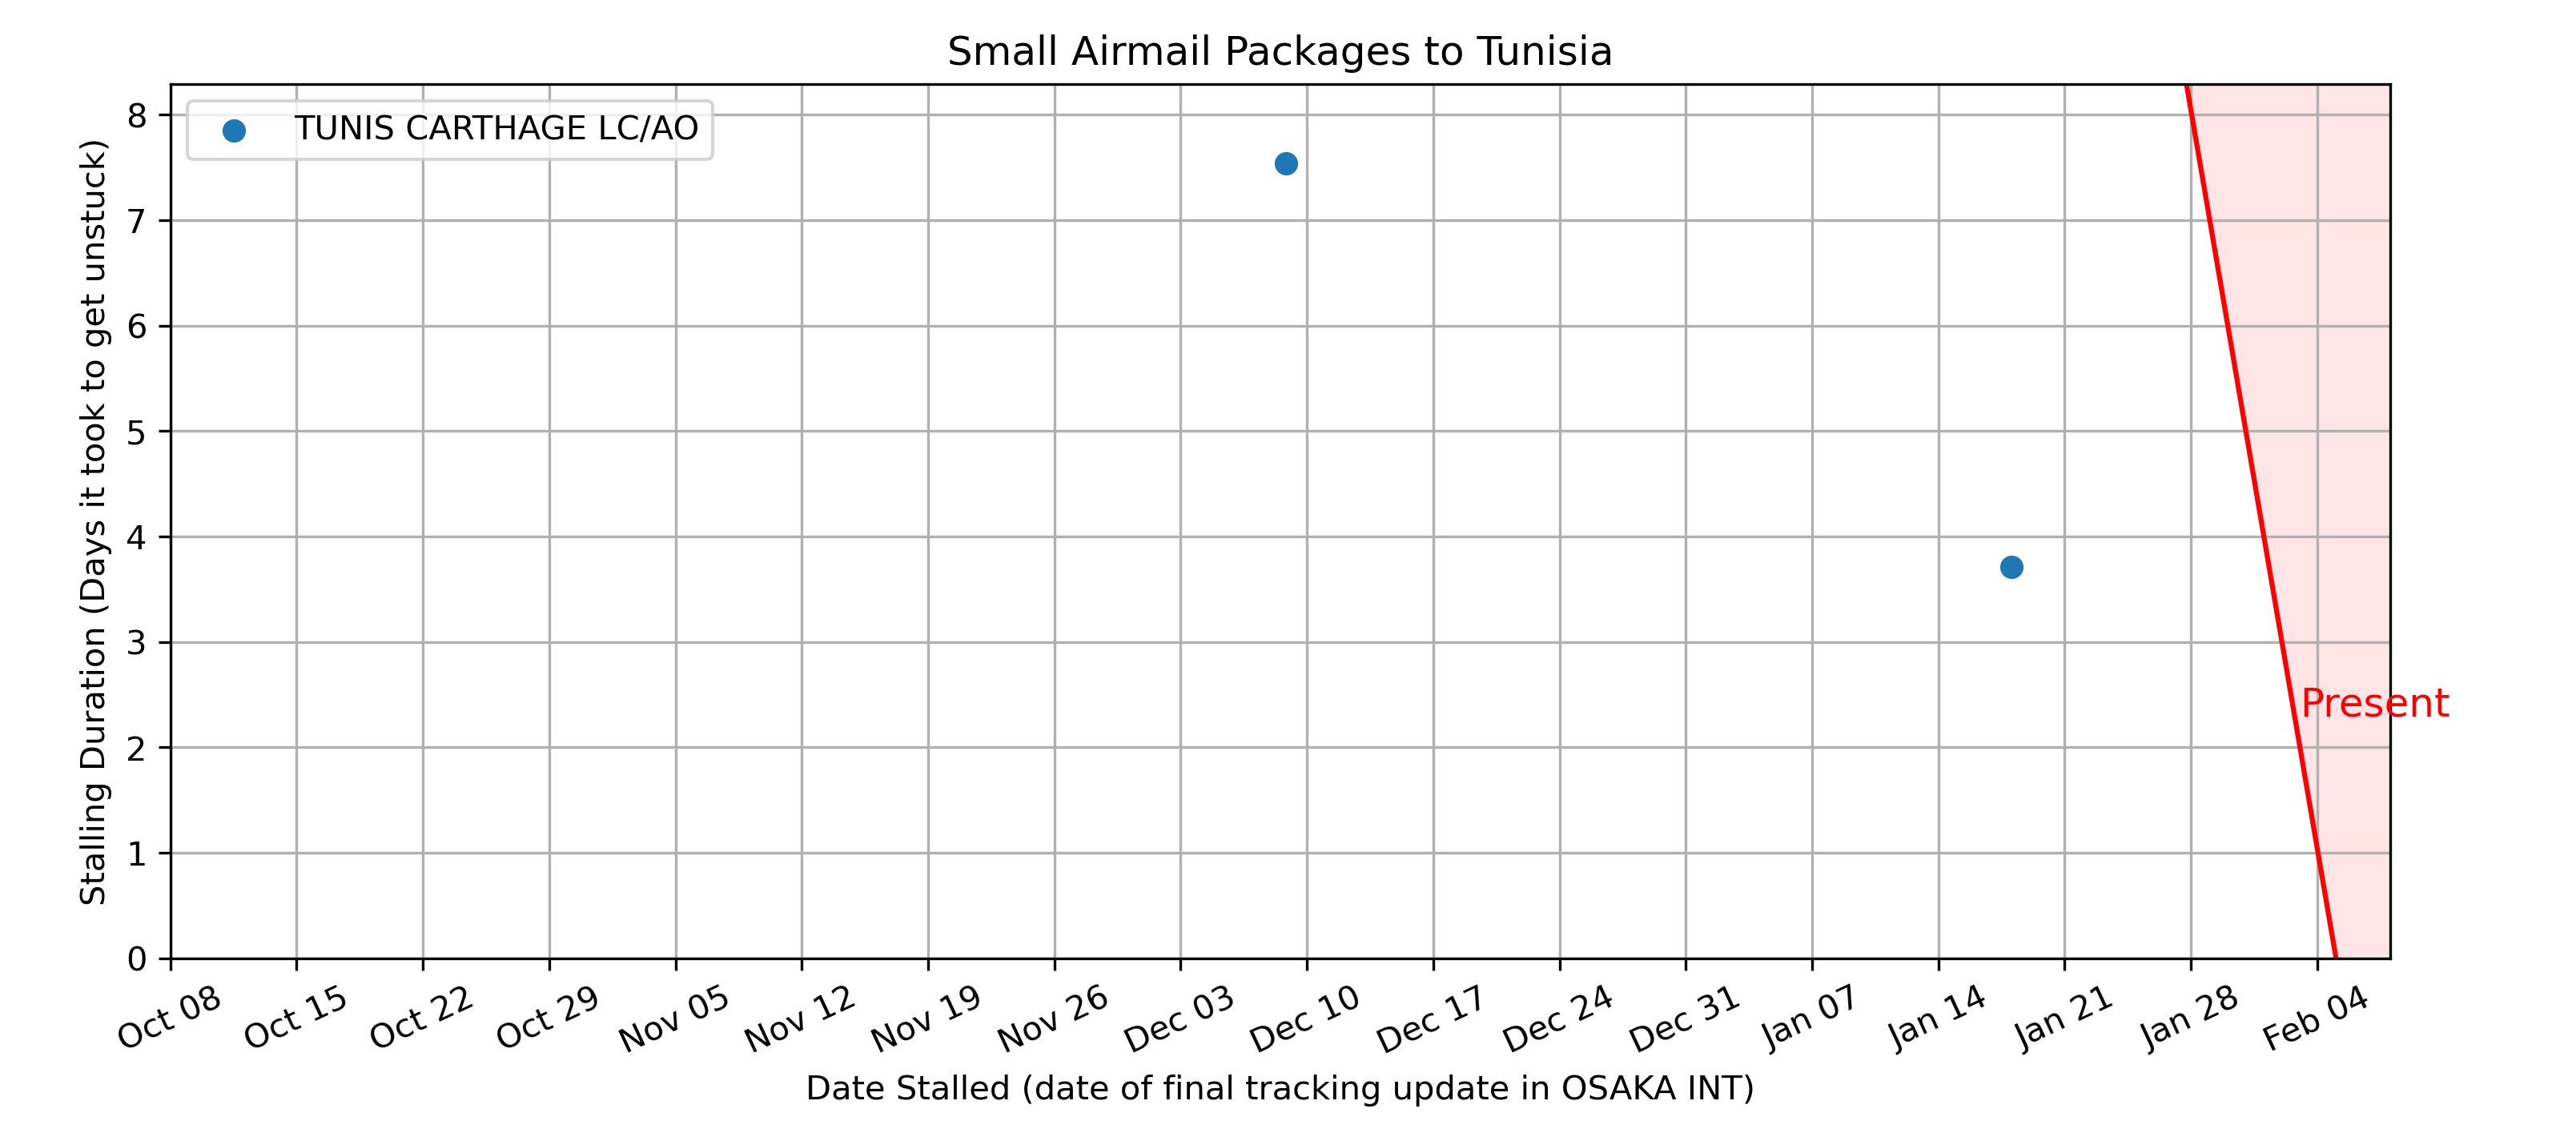 Small Airmail Packages to Tunisia
TUNIS CARTHAGE LC/AO
Stalling Duration (Days it took to get unstuck)
8
7
6
5
4
3
2
1
0
Present
Oct 08
Oct 15
Oct 22
Oct 29
Nov 05
Nov 12
Nov 19
Nov 26
Dec 03
Dec 10
Dec 17
Dec 24
Dec 31
Jan 07
Jan 14
Jan 21
Jan 28
Feb 04
Date Stalled (date of final tracking update in OSAKA INT)